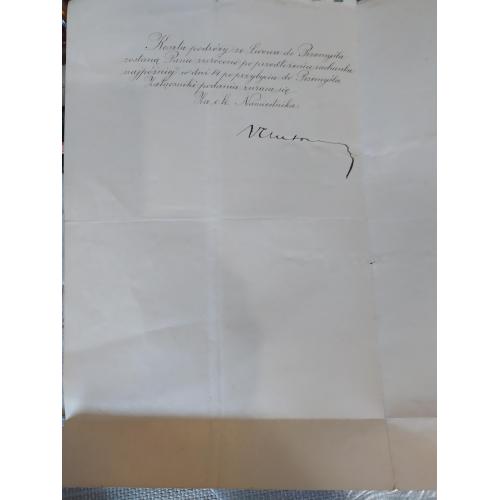 Koszta podróży ze Lwowa do Przemyśla
zostaną Panu zwrócone po przedłożeniu rachunku
najpóźniej w dni 14 po przybyciu do Przemyśla
Załączniki podania zwraca się
Za c.k. Namiestnika